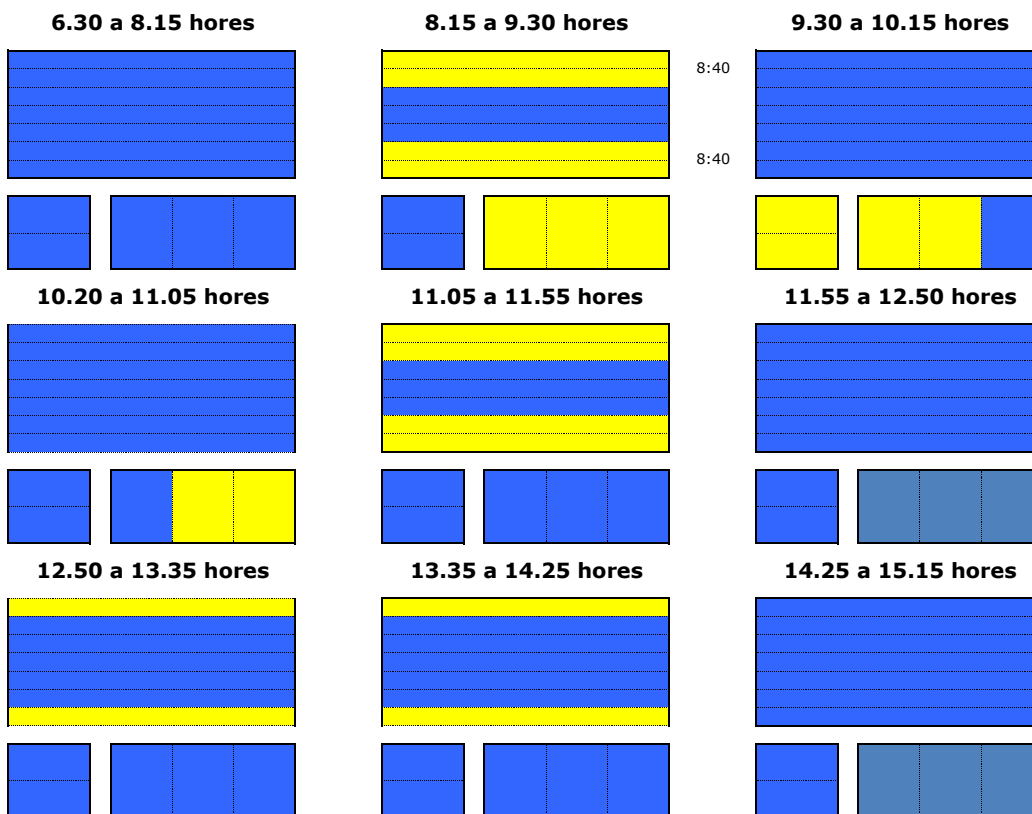 6.30 a 8.15 hores
8.15 a 9.30 hores
9.30 a 10.15 hores
8:40
8:40
10.20 a 11.05 hores
11.05 a 11.55 hores
11.55 a 12.50 hores
12.50 a 13.35 hores
13.35 a 14.25 hores
14.25 a 15.15 hores